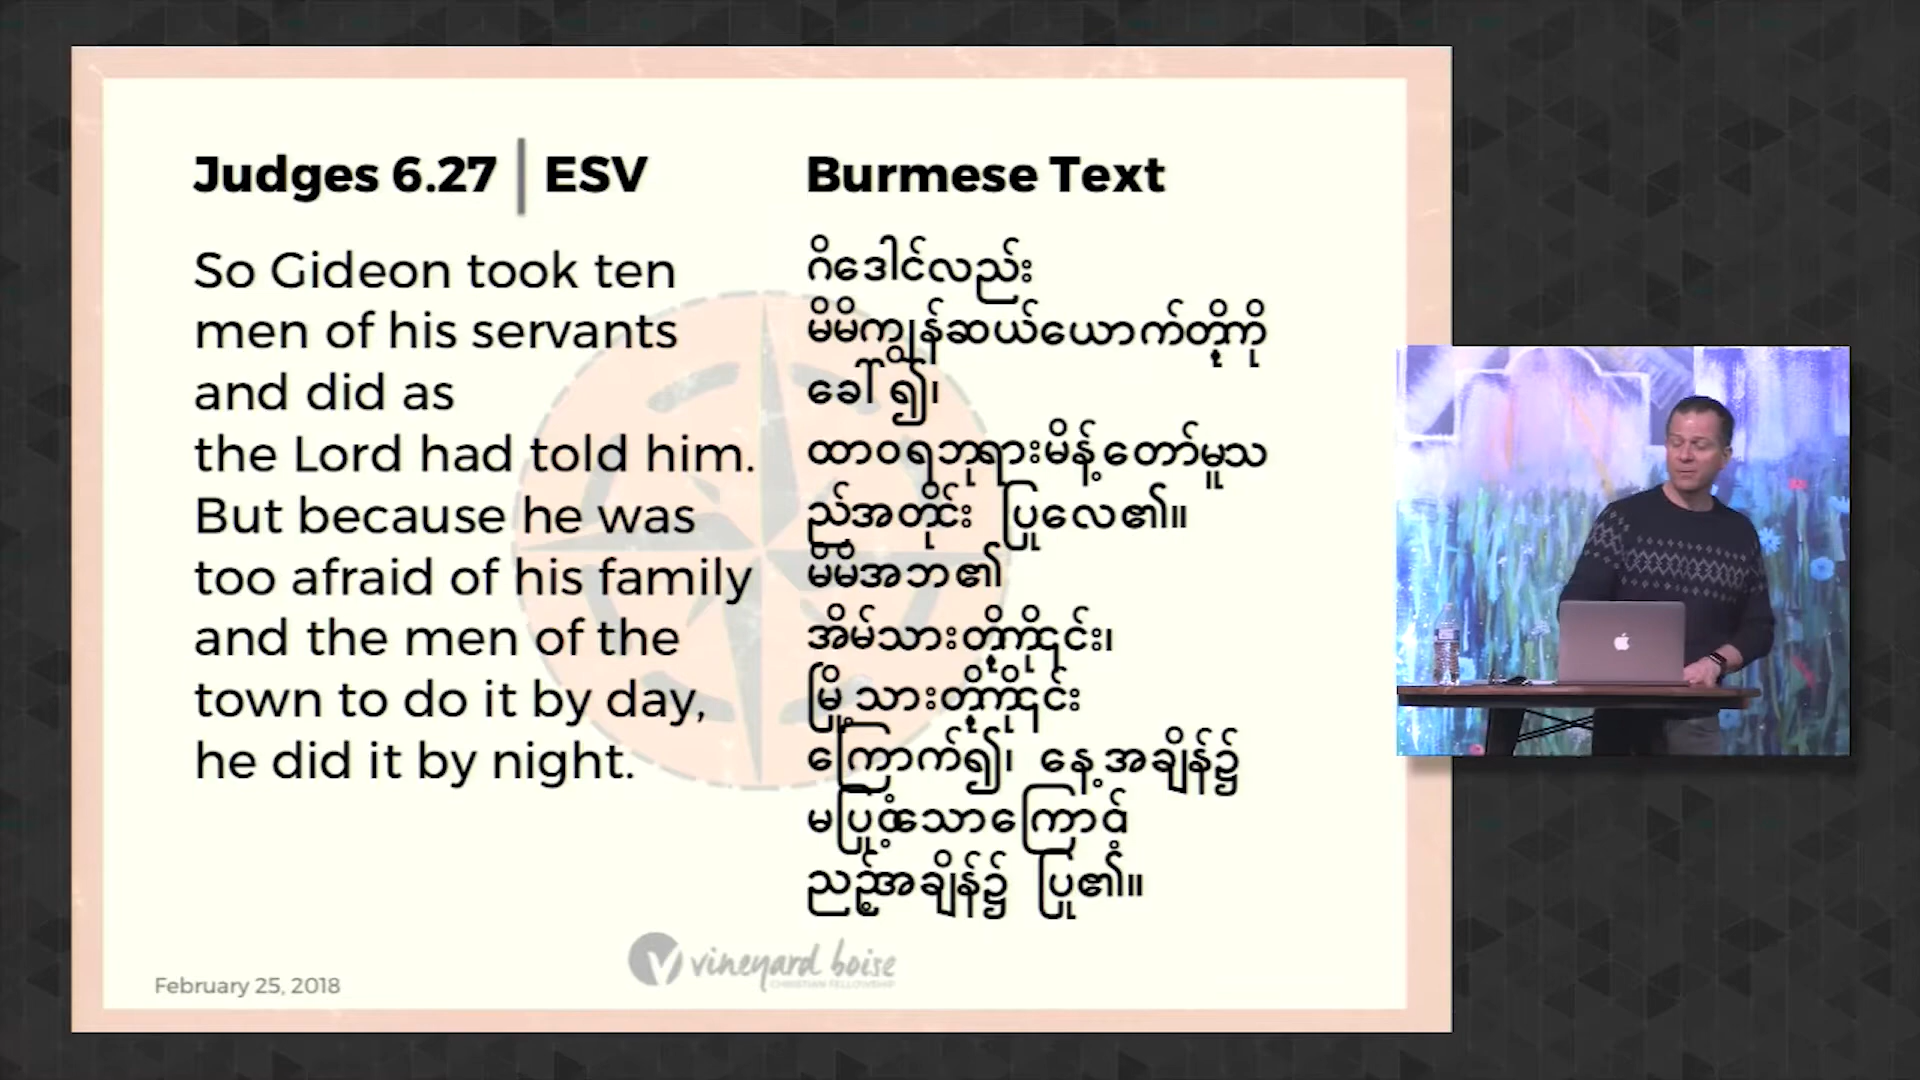 Judges 6.27 | ESV
So Gideon took ten
men of his servants
and did as
the Lord had told him.
But because he was
too afraid of his family
and the men of the
town to do it by day,
he did it by night.
Burmese Text
ဂိဒေါင်လည်း
မိမိကျွန်ဆယ်ယောက်တို့ကို
ခေါ်၍၊
ထာဝရဘုရားမိန့်တော်မူသ
ည်အတိုင်း ပြုလေ၏။
မိမိအဘ၏
အိမ်သားတို့ကို၎င်း၊
မြို့သားတို့ကို၎င်း
ကြောက်၍၊ နေ့အချိန်၌
မပြုဝံ့သောကြောင့်၊
ညဉ့်အချိန်၌ ပြု၏။
vineyard boise
CHRISTIAN FELLOWSHIP
February 25, 2018